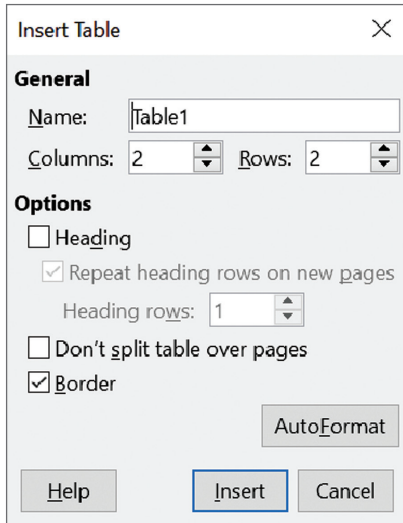 Insert Table
General
Name: Table1
Columns: 2 Rows: 2
Options
Heading
Repeat heading rows on new pages
Heading rows: 1
Don't split table over pages
Border
AutoFormat
Help Insert Cancel